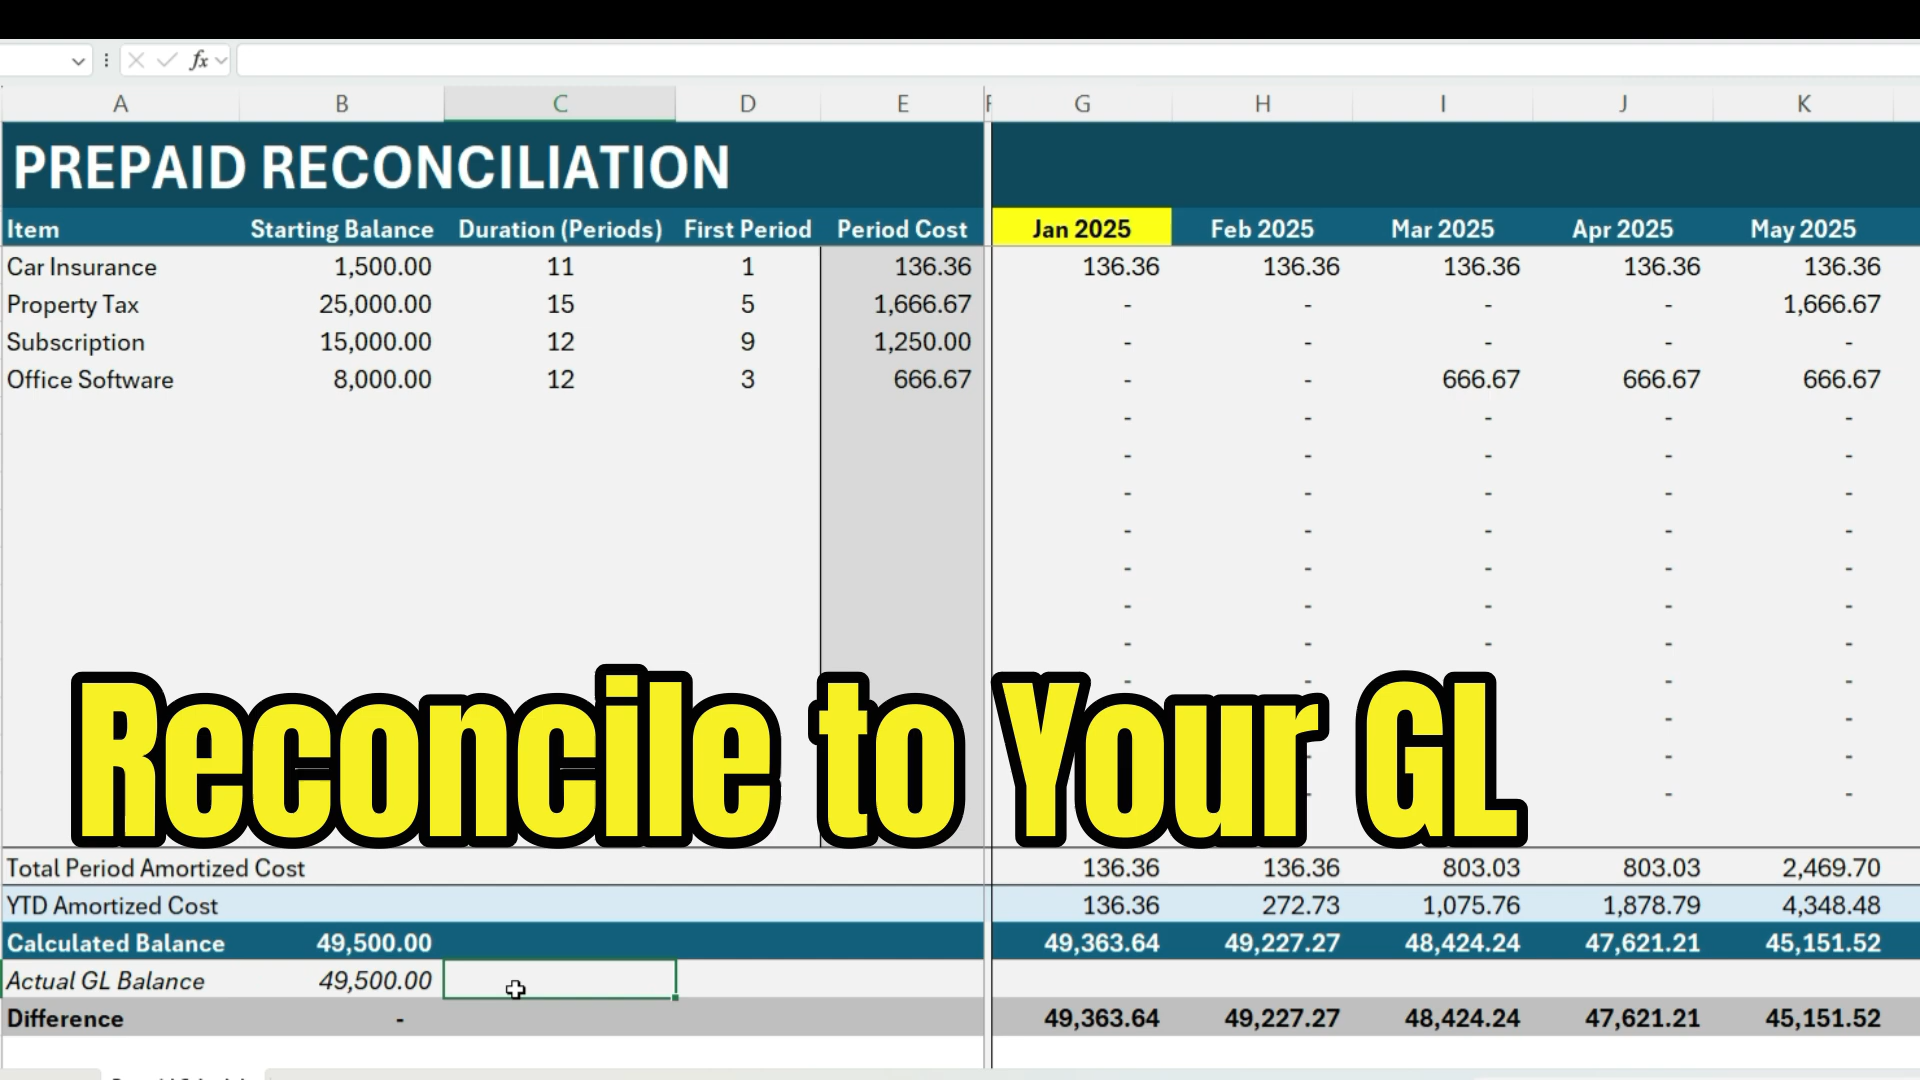 fx
A B C D E F G H I J K
PREPAID RECONCILIATION
Item Starting Balance Duration (Periods) First Period Period Cost Jan 2025 Feb 2025 Mar 2025 Apr 2025 May 2025
Car Insurance 1,500.00 11 1 136.36 136.36 136.36 136.36 136.36 136.36
Property Tax 25,000.00 15 5 1,666.67 - - - - 1,666.67
Subscription 15,000.00 12 9 1,250.00 - - - - -
Office Software 8,000.00 12 3 666.67 - - 666.67 666.67 666.67
- - - - -
- - - - -
- - - - -
- - - - -
- - - - -
- - - - -
- - - - -
- - - -
- -
- - -
- - -
Reconcile to Your GL
Total Period Amortized Cost 136.36 136.36 803.03 803.03 2,469.70
YTD Amortized Cost 136.36 272.73 1,075.76 1,878.79 4,348.48
Calculated Balance 49,500.00 49,363.64 49,227.27 48,424.24 47,621.21 45,151.52
Actual GL Balance 49,500.00
Difference - 49,363.64 49,227.27 48,424.24 47,621.21 45,151.52